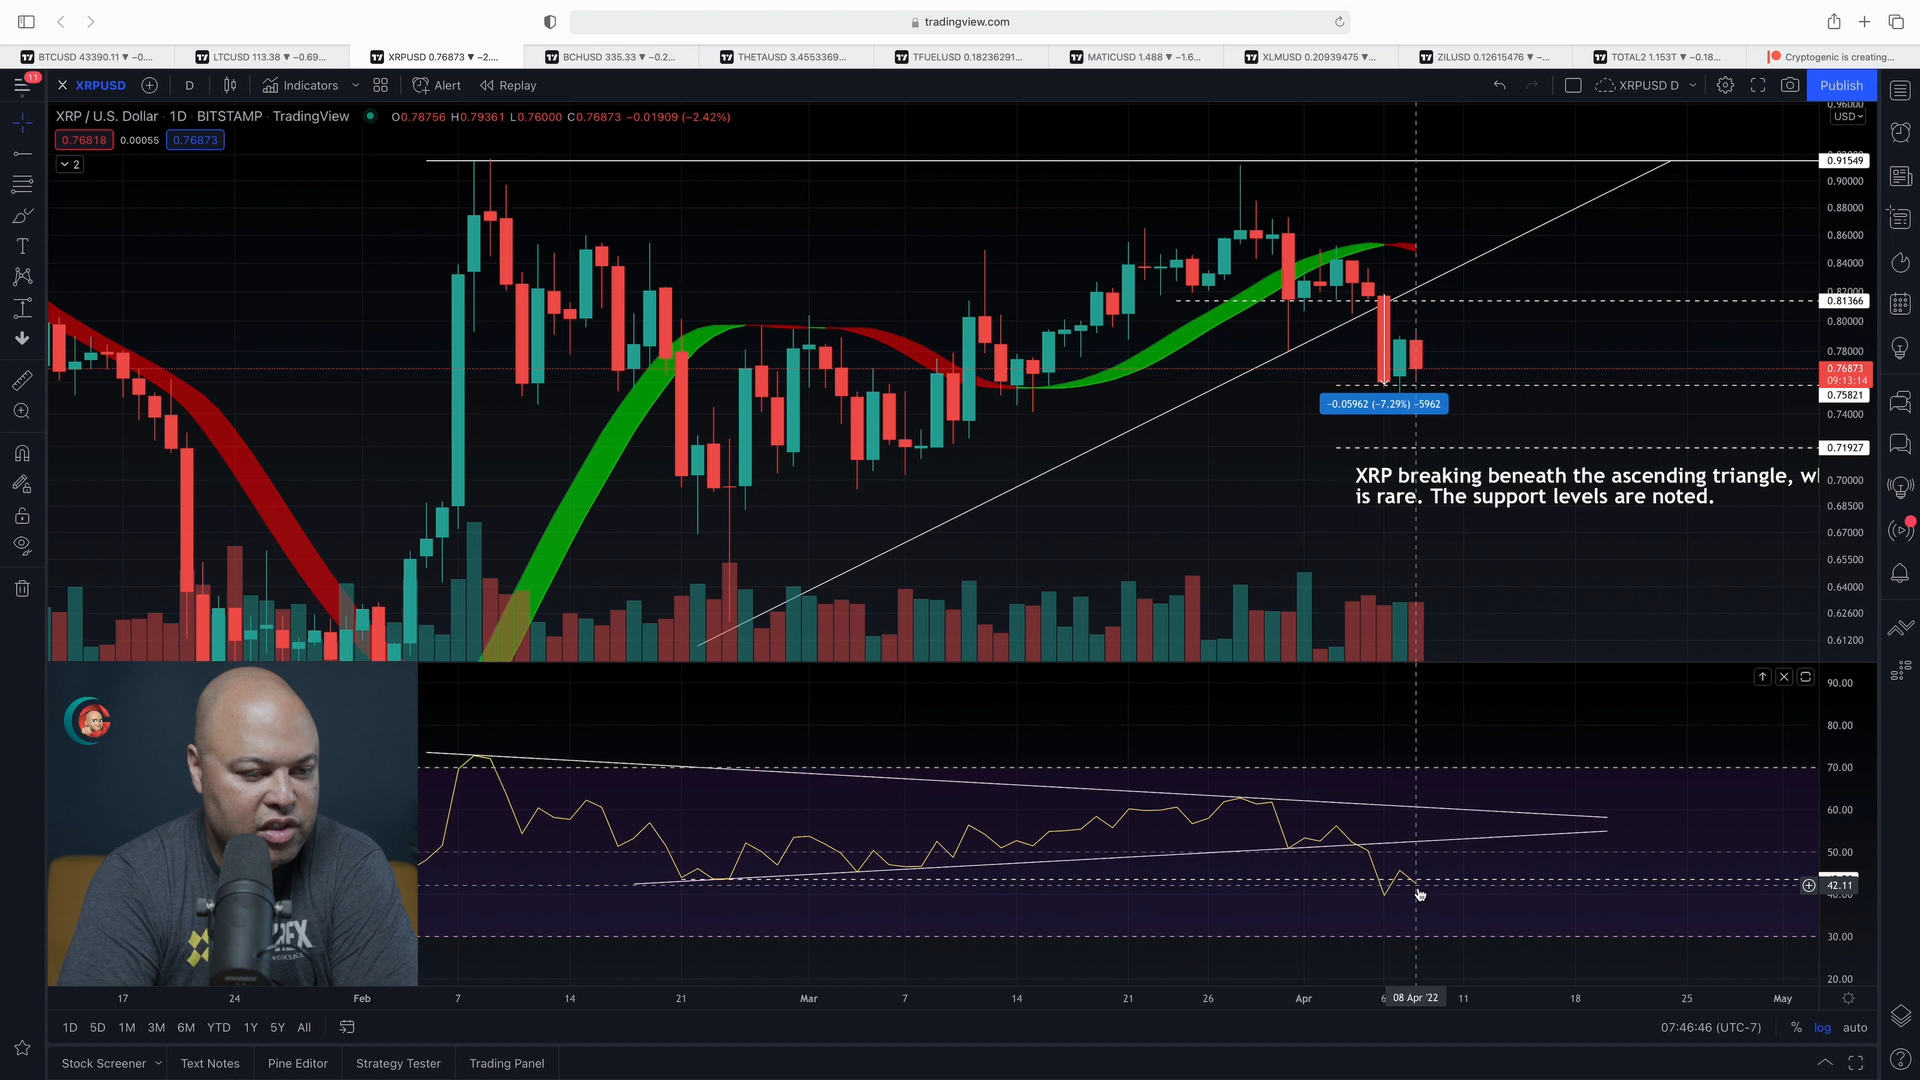 tradingview.com
BTCUSD 43390.11 ▼ −0....
LTCUSD 113.38 ▼ −0.69...
XRPUSD 0.76873 ▼ −2....
BCHUSD 335.33 ▼ −0.2...
THETAUSD 3.4553369...
TFUELUSD 0.18236291...
MATICUSD 1.488 ▼ −1.6...
XLMUSD 0.20939475 ▼...
ZILUSD 0.12615476 ▼ −...
TOTAL2 1.153T ▼ −0.18...
Cryptogenic is creating...
11
XRPUSD
D
Indicators
Alert
Replay
XRPUSD D
Publish
XRP / U.S. Dollar · 1D · BITSTAMP · TradingView
O0.78756 H0.79361 L0.76000 C0.76873 −0.01909 (−2.42%)
0.76818
0.00055
0.76873
2
0.96000
USD
0.91549
0.90000
0.88000
0.86000
0.84000
0.82000
0.81366
0.80000
0.78000
0.76873
09:13:14
0.75821
0.74000
0.71927
0.70000
0.68500
0.67000
0.65500
0.64000
0.62600
0.61200
−0.05962 (−7.29%) −5962
XRP breaking beneath the ascending triangle, w
is rare. The support levels are noted.
90.00
80.00
70.00
60.00
50.00
42.11
40.00
30.00
20.00
17
24
Feb
7
14
21
Mar
7
14
21
26
Apr
6
08 Apr '22
11
18
25
May
1D
5D
1M
3M
6M
YTD
1Y
5Y
All
07:46:46 (UTC-7)
%
log
auto
Stock Screener
Text Notes
Pine Editor
Strategy Tester
Trading Panel